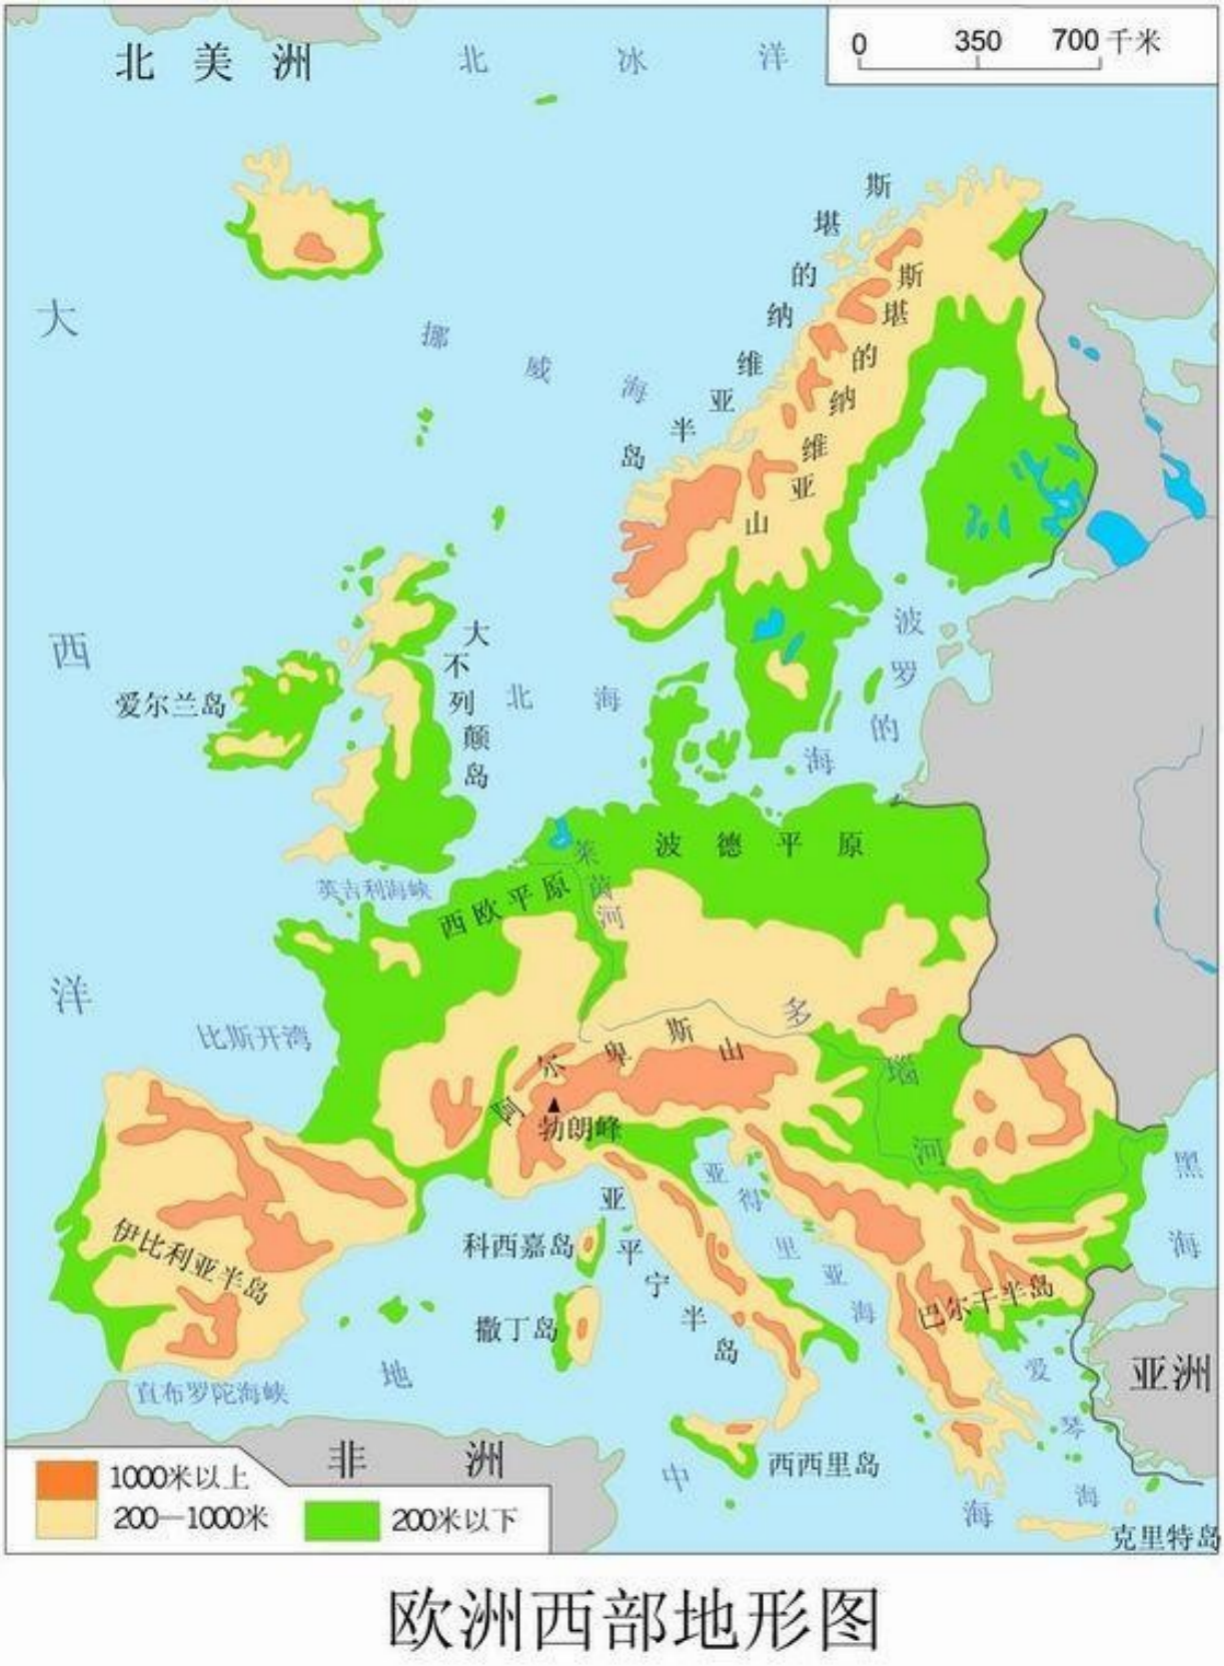 0 350 700 千米
北美洲
北冰洋
大西洋
挪威海
斯堪的纳维亚半岛
斯堪的纳维亚山
爱尔兰岛
大不列颠岛
北海
波罗的海
英吉利海峡
西欧平原
波德平原
莱茵河
比斯开湾
多瑙河
阿尔卑斯山
勃朗峰
伊比利亚半岛
科西嘉岛
撒丁岛
亚平宁半岛
亚得里亚海
巴尔干半岛
黑海
爱琴海
亚洲
直布罗陀海峡
地中海
西西里岛
克里特岛
非洲
1000米以上
200—1000米
200米以下
欧洲西部地形图